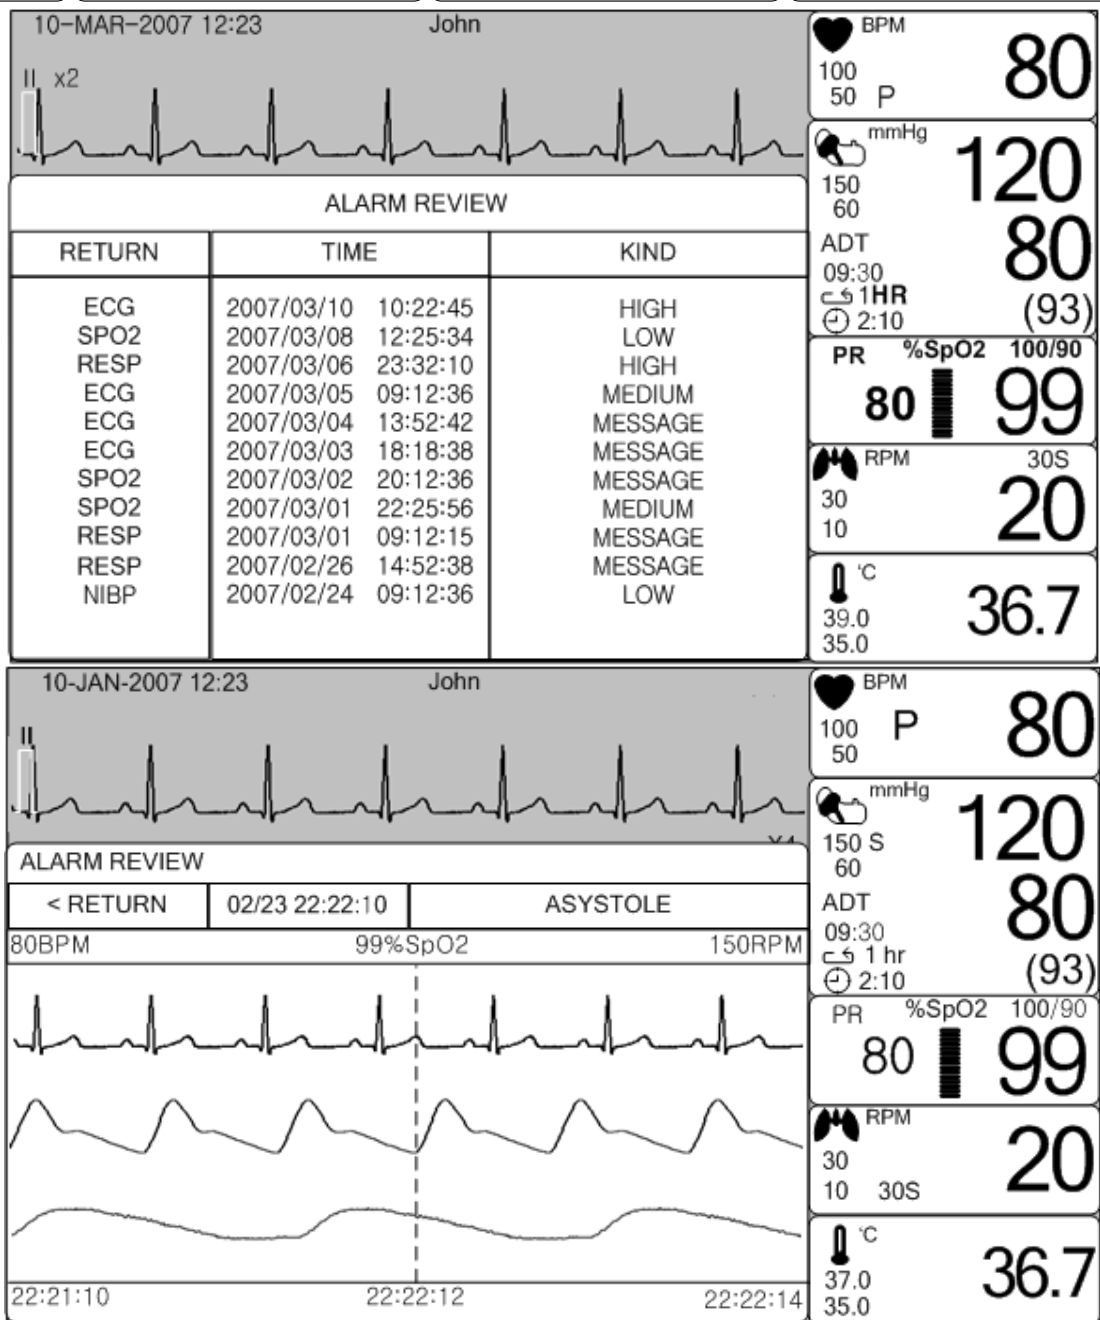 10-MAR-2007 12:23 John
II x2
ALARM REVIEW
RETURN TIME KIND
ECG 2007/03/10 10:22:45 HIGH
SPO2 2007/03/08 12:25:34 LOW
RESP 2007/03/06 23:32:10 HIGH
ECG 2007/03/05 09:12:36 MEDIUM
ECG 2007/03/04 13:52:42 MESSAGE
ECG 2007/03/03 18:18:38 MESSAGE
SPO2 2007/03/02 20:12:36 MESSAGE
SPO2 2007/03/01 22:25:56 MEDIUM
RESP 2007/03/01 09:12:15 MESSAGE
RESP 2007/02/26 14:52:38 MESSAGE
NIBP 2007/02/24 09:12:36 LOW
BPM
80
100
50 P
mmHg
120
150
60
80
ADT
09:30
1HR
2:10
(93)
PR %SpO2 100/90
80 99
RPM 30S
30
10
20
°C
36.7
39.0
35.0
10-JAN-2007 12:23 John
II
ALARM REVIEW
< RETURN 02/23 22:22:10 ASYSTOLE
80BPM 99%SpO2 150RPM
22:21:10 22:22:12 22:22:14
BPM
80
100 P
50
mmHg
120
150 S
60
80
ADT
09:30
1 hr
2:10
(93)
PR %SpO2 100/90
80 99
RPM
20
30
10 30S
°C
36.7
37.0
35.0